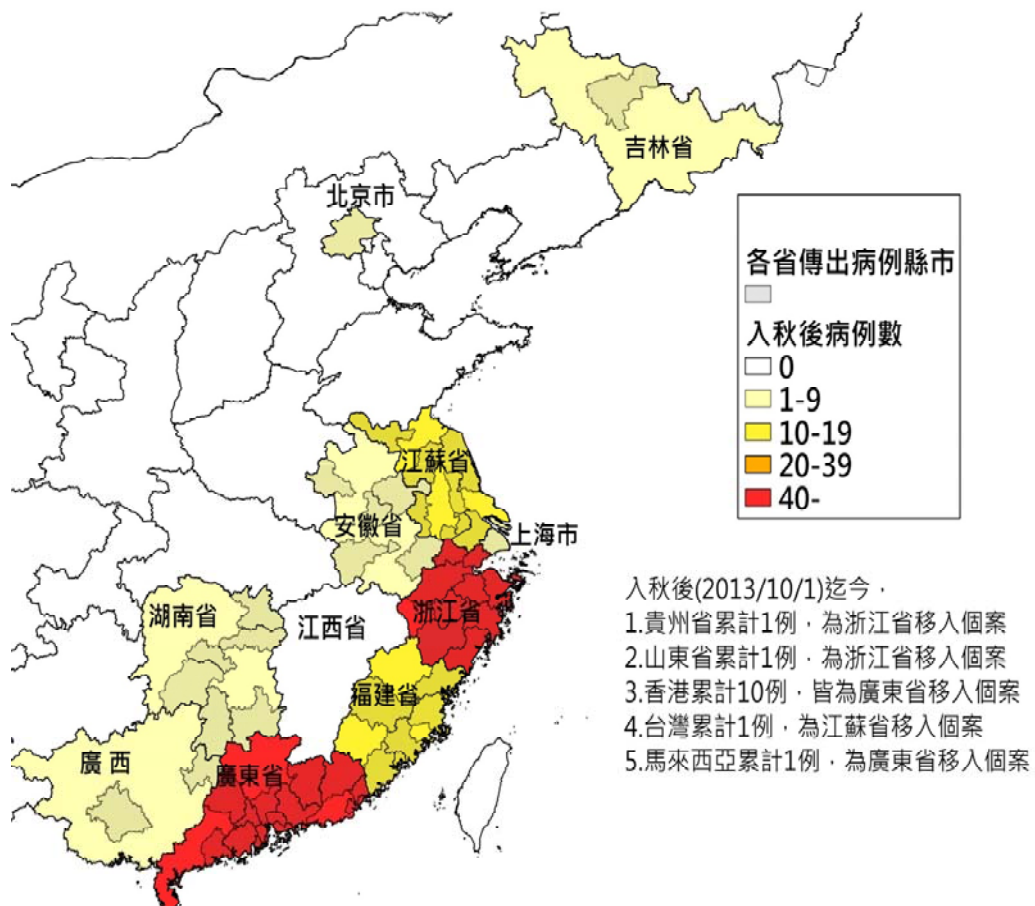 吉林省
北京市
各省傳出病例縣市
入秋後病例數
0
1-9
10-19
20-39
40-
江蘇省
安徽省
上海市
湖南省
江西省
浙江省
福建省
廣西
廣東省
入秋後(2013/10/1)迄今，
1.貴州省累計1例，為浙江省移入個案
2.山東省累計1例，為浙江省移入個案
3.香港累計10例，皆為廣東省移入個案
4.台灣累計1例，為江蘇省移入個案
5.馬來西亞累計1例，為廣東省移入個案